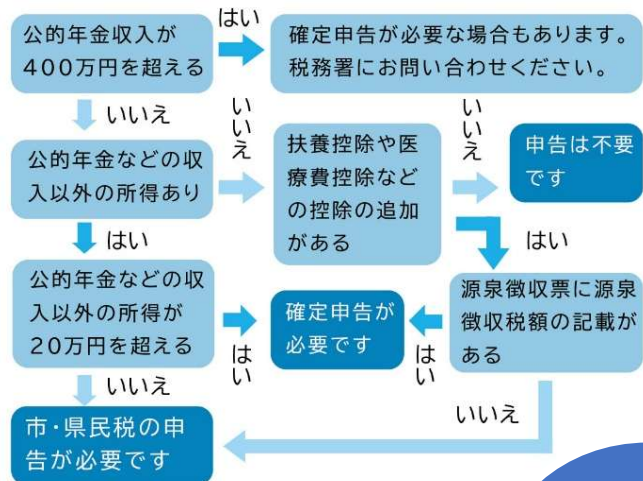 公的年金収入が
400万円を超える
はい
確定申告が必要な場合もあります。
税務署にお問い合わせください。
いいえ
公的年金などの収
入以外の所得あり
いいえ
扶養控除や医
療費控除など
の控除の追加
がある
いいえ
申告は不要
です
はい
はい
公的年金などの収
入以外の所得が
20万円を超える
はい
確定申告が
必要です
はい
源泉徴収票に源泉
徴収税額の記載が
ある
いいえ
いいえ
市・県民税の申
告が必要です